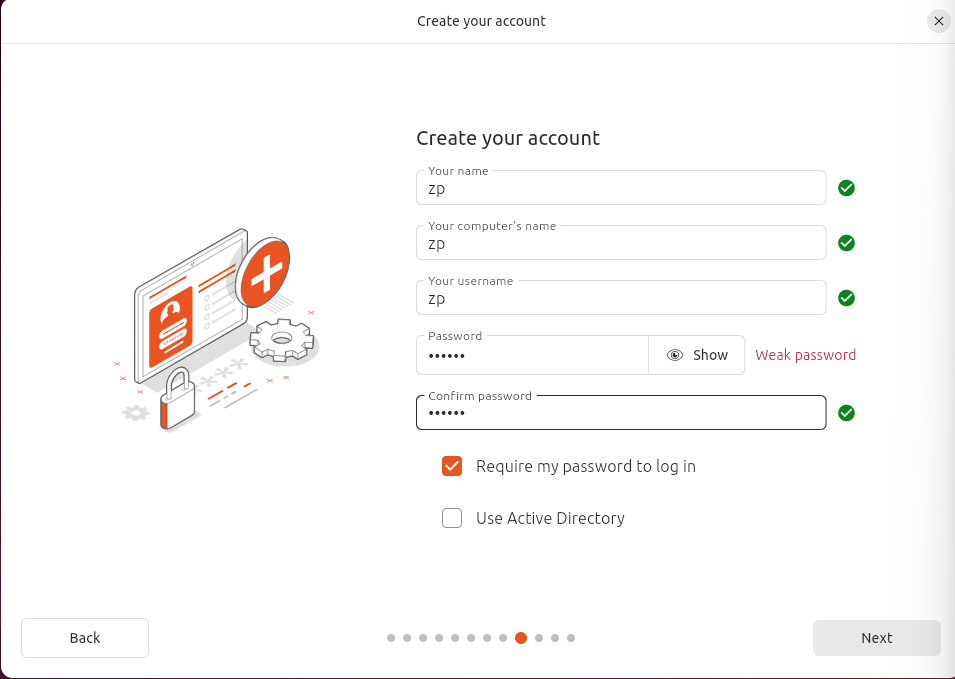 Create your account
Create your account
Your name
zp
Your computer's name
zp
Your username
zp
Password
••••••
Show
Weak password
Confirm password
••••••
Require my password to log in
Use Active Directory
Back
Next